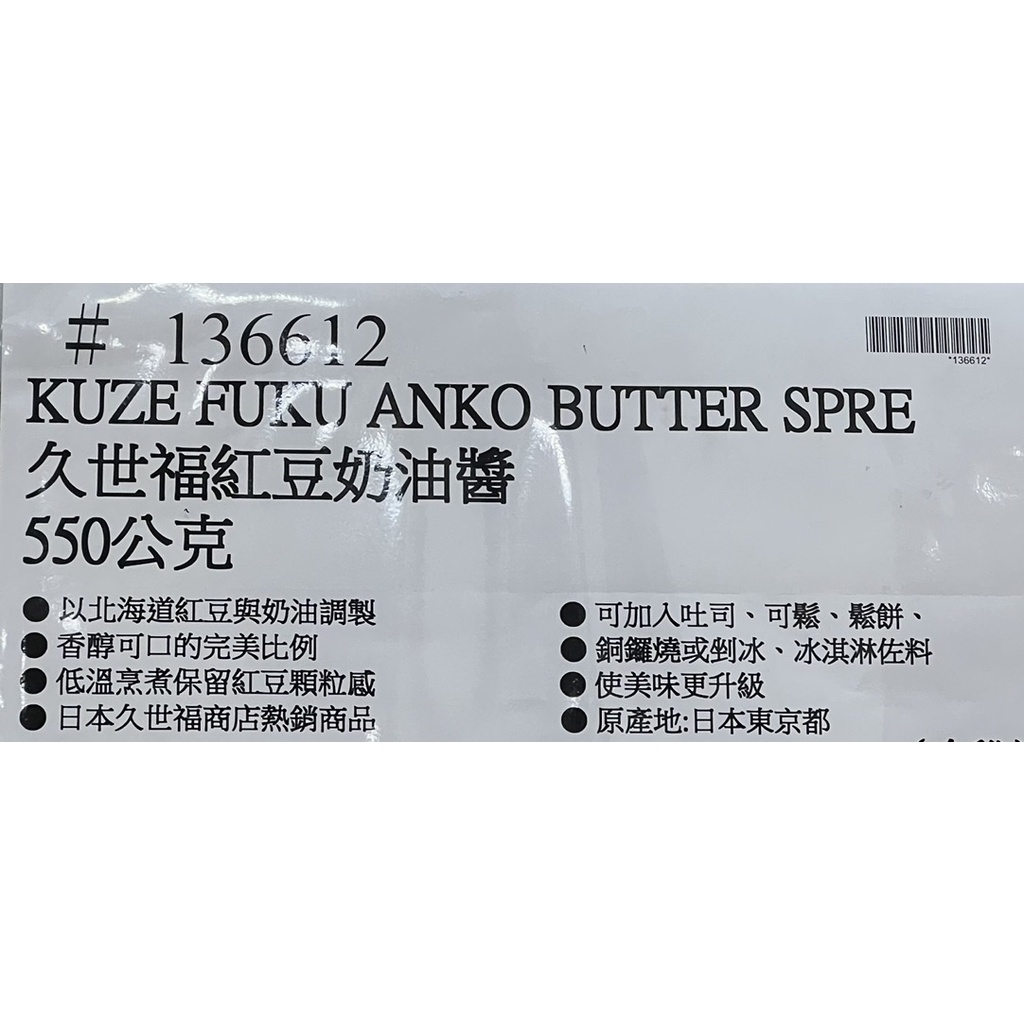 # 136612
*136612*
KUZE FUKU ANKO BUTTER SPRE
久世福紅豆奶油醬
550公克
● 以北海道紅豆與奶油調製
● 香醇可口的完美比例
● 低溫烹煮保留紅豆顆粒感
● 日本久世福商店熱銷商品
● 可加入吐司、可鬆、鬆餅、
● 銅鑼燒或剉冰、冰淇淋佐料
● 使美味更升級
● 原產地:日本東京都